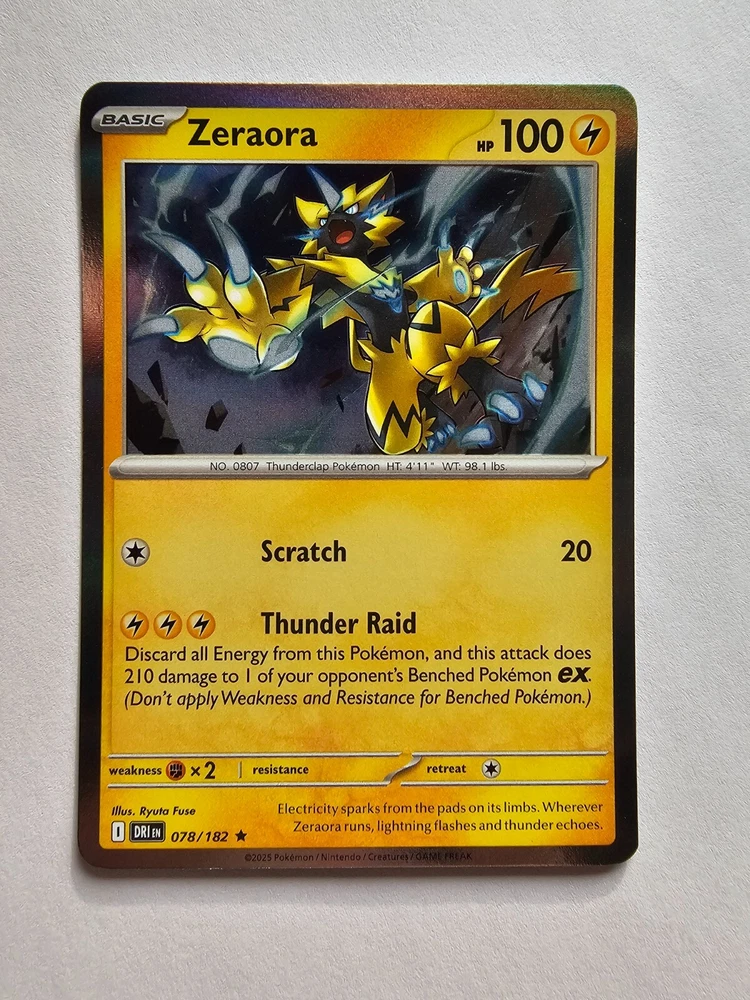 BASIC Zeraora HP 100
NO. 0807 Thunderclap Pokémon HT: 4'11" WT: 98.1 lbs.
Scratch 20
Thunder Raid
Discard all Energy from this Pokémon, and this attack does
210 damage to 1 of your opponent's Benched Pokémon ex.
(Don't apply Weakness and Resistance for Benched Pokémon.)
weakness ×2 resistance retreat
Illus. Ryuta Fuse
Electricity sparks from the pads on its limbs. Wherever
Zeraora runs, lightning flashes and thunder echoes.
I DRI EN 078/182 ★
©2025 Pokémon / Nintendo / Creatures / GAME FREAK